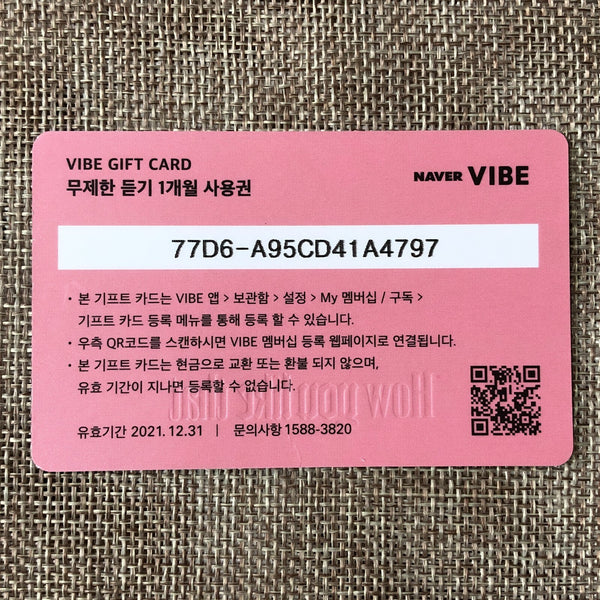 VIBE GIFT CARD
무제한 듣기 1개월 사용권
NAVER VIBE
77D6-A95CD41A4797
· 본 기프트 카드는 VIBE 앱 > 보관함 > 설정 > My 멤버십 / 구독 >
기프트 카드 등록 메뉴를 통해 등록 할 수 있습니다.
· 우측 QR코드를 스캔하시면 VIBE 멤버십 등록 웹페이지로 연결됩니다.
· 본 기프트 카드는 현금으로 교환 또는 환불 되지 않으며,
유효 기간이 지나면 등록할 수 없습니다.
유효기간 2021.12.31 | 문의사항 1588-3820